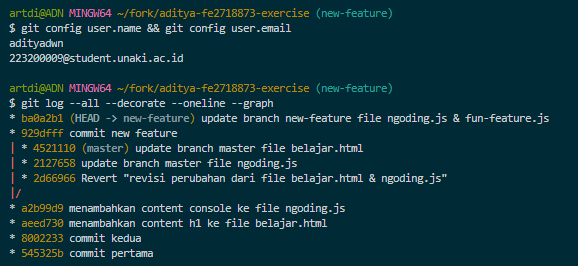 artdi@ADN MINGW64 ~/fork/aditya-fe2718873-exercise (new-feature)
$ git config user.name && git config user.email
adityadwn
223200009@student.unaki.ac.id
artdi@ADN MINGW64 ~/fork/aditya-fe2718873-exercise (new-feature)
$ git log --all --decorate --oneline --graph
* ba0a2b1 (HEAD -> new-feature) update branch new-feature file ngoding.js & fun-feature.js
* 929dfff commit new feature
| * 4521110 (master) update branch master file belajar.html
| * 2127658 update branch master file ngoding.js
| * 2d66966 Revert "revisi perubahan dari file belajar.html & ngoding.js"
|/
* a2b99d9 menambahkan content console ke file ngoding.js
* aeed730 menambahkan content h1 ke file belajar.html
* 8002233 commit kedua
* 545325b commit pertama